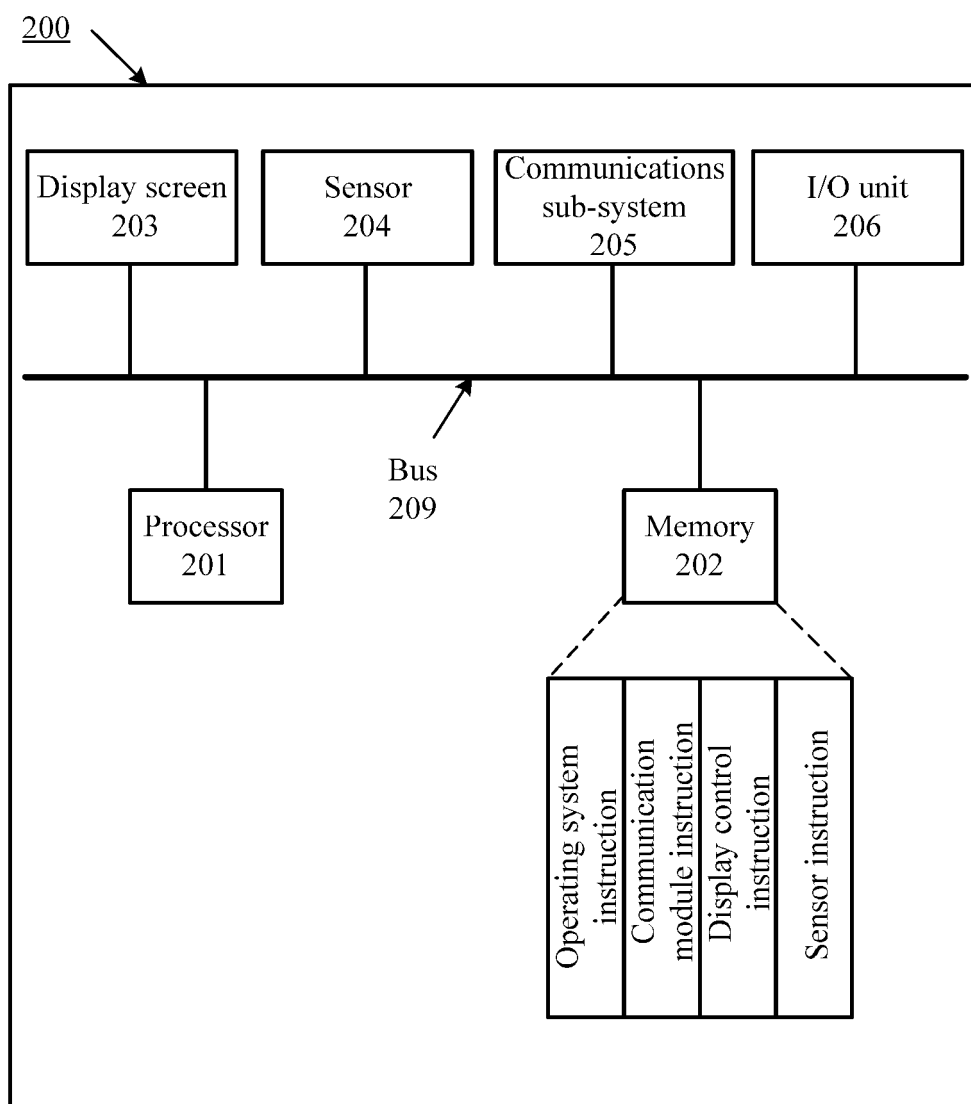 200
Display screen
203
Sensor
204
Communications
sub-system
205
I/O unit
206
Bus
209
Processor
201
Memory
202
Operating system
instruction
Communication
module instruction
Display control
instruction
Sensor instruction